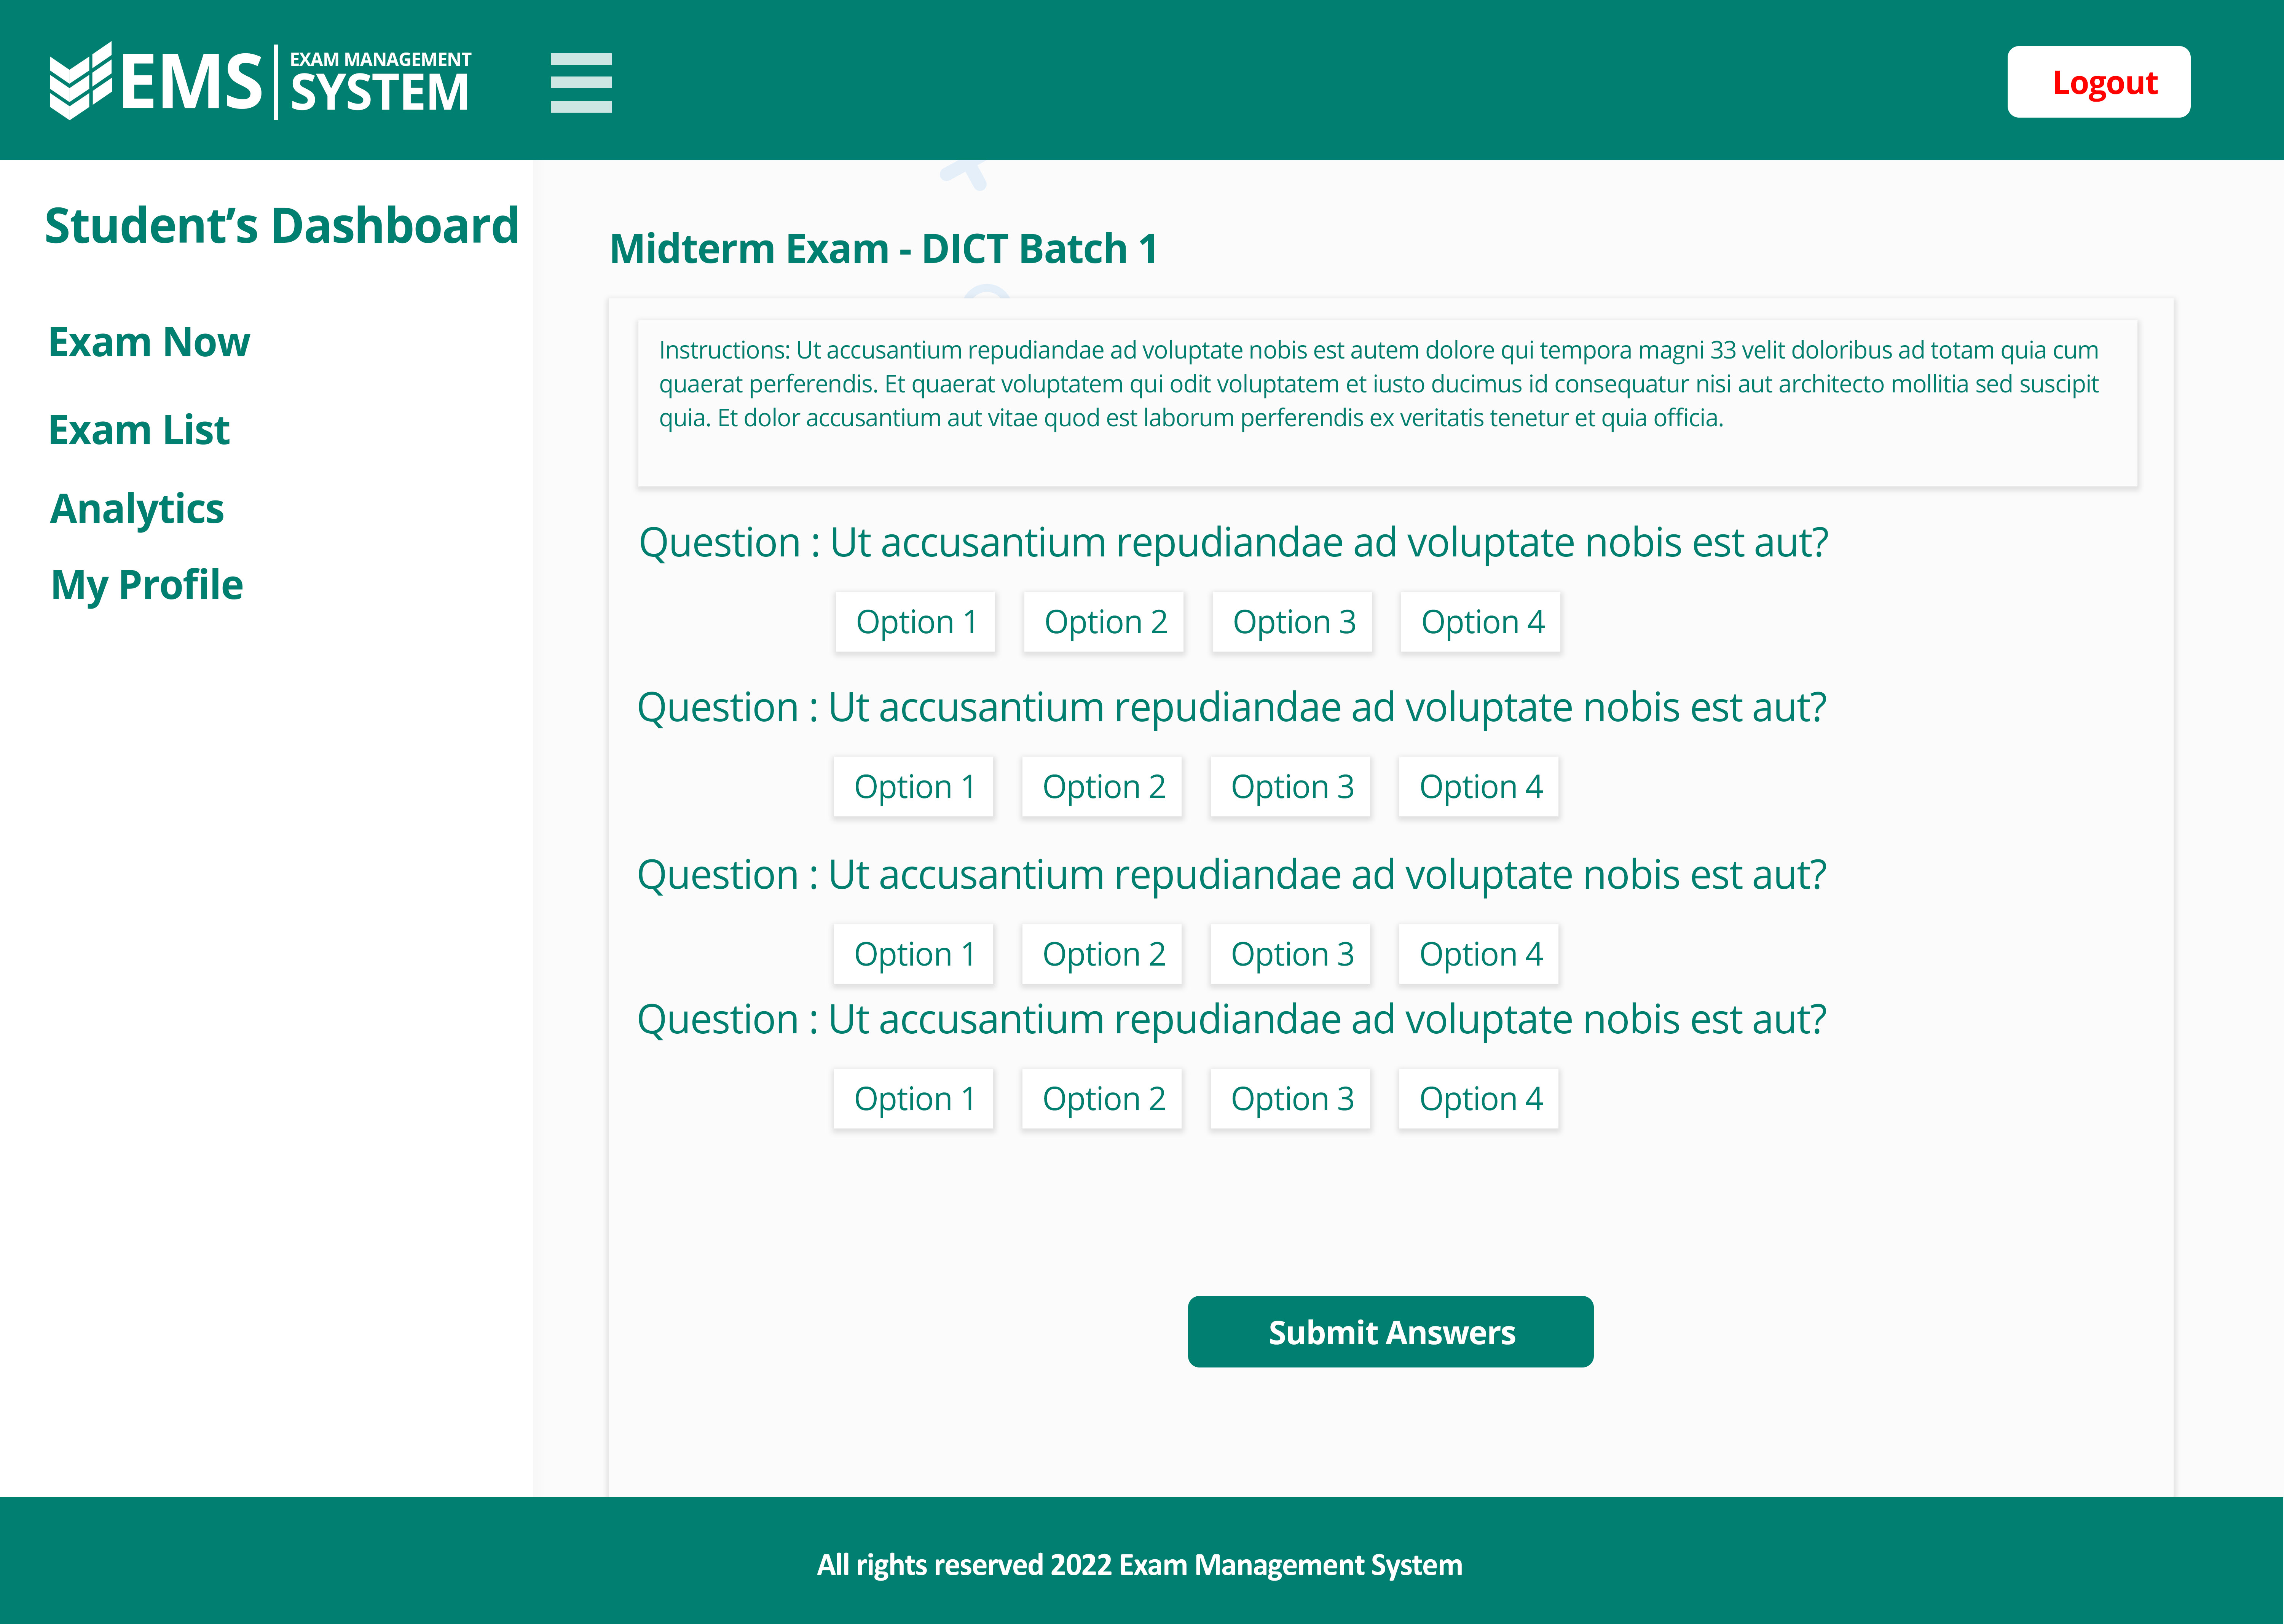 EMS
EXAM MANAGEMENT
SYSTEM
Logout
Student’s Dashboard
Exam Now
Exam List
Analytics
My Profile
Midterm Exam - DICT Batch 1
Instructions: Ut accusantium repudiandae ad voluptate nobis est autem dolore qui tempora magni 33 velit doloribus ad totam quia cum
quaerat perferendis. Et quaerat voluptatem qui odit voluptatem et iusto ducimus id consequatur nisi aut architecto mollitia sed suscipit
quia. Et dolor accusantium aut vitae quod est laborum perferendis ex veritatis tenetur et quia officia.
Question : Ut accusantium repudiandae ad voluptate nobis est aut?
Option 1 Option 2 Option 3 Option 4
Question : Ut accusantium repudiandae ad voluptate nobis est aut?
Option 1 Option 2 Option 3 Option 4
Question : Ut accusantium repudiandae ad voluptate nobis est aut?
Option 1 Option 2 Option 3 Option 4
Question : Ut accusantium repudiandae ad voluptate nobis est aut?
Option 1 Option 2 Option 3 Option 4
Submit Answers
All rights reserved 2022 Exam Management System